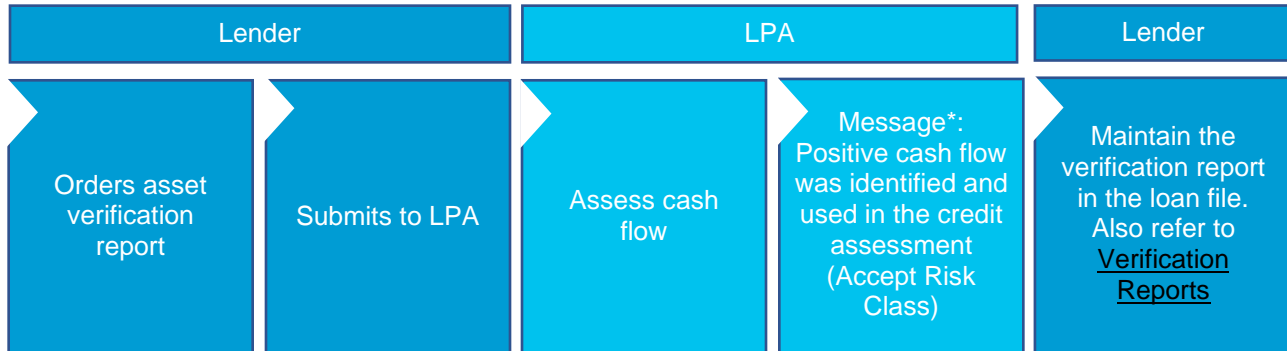 Lender
LPA
Lender
Orders asset
verification
report
Submits to LPA
Assess cash
flow
Message*:
Positive cash flow
was identified and
used in the credit
assessment
(Accept Risk
Class)
Maintain the
verification report
in the loan file.
Also refer to
Verification
Reports